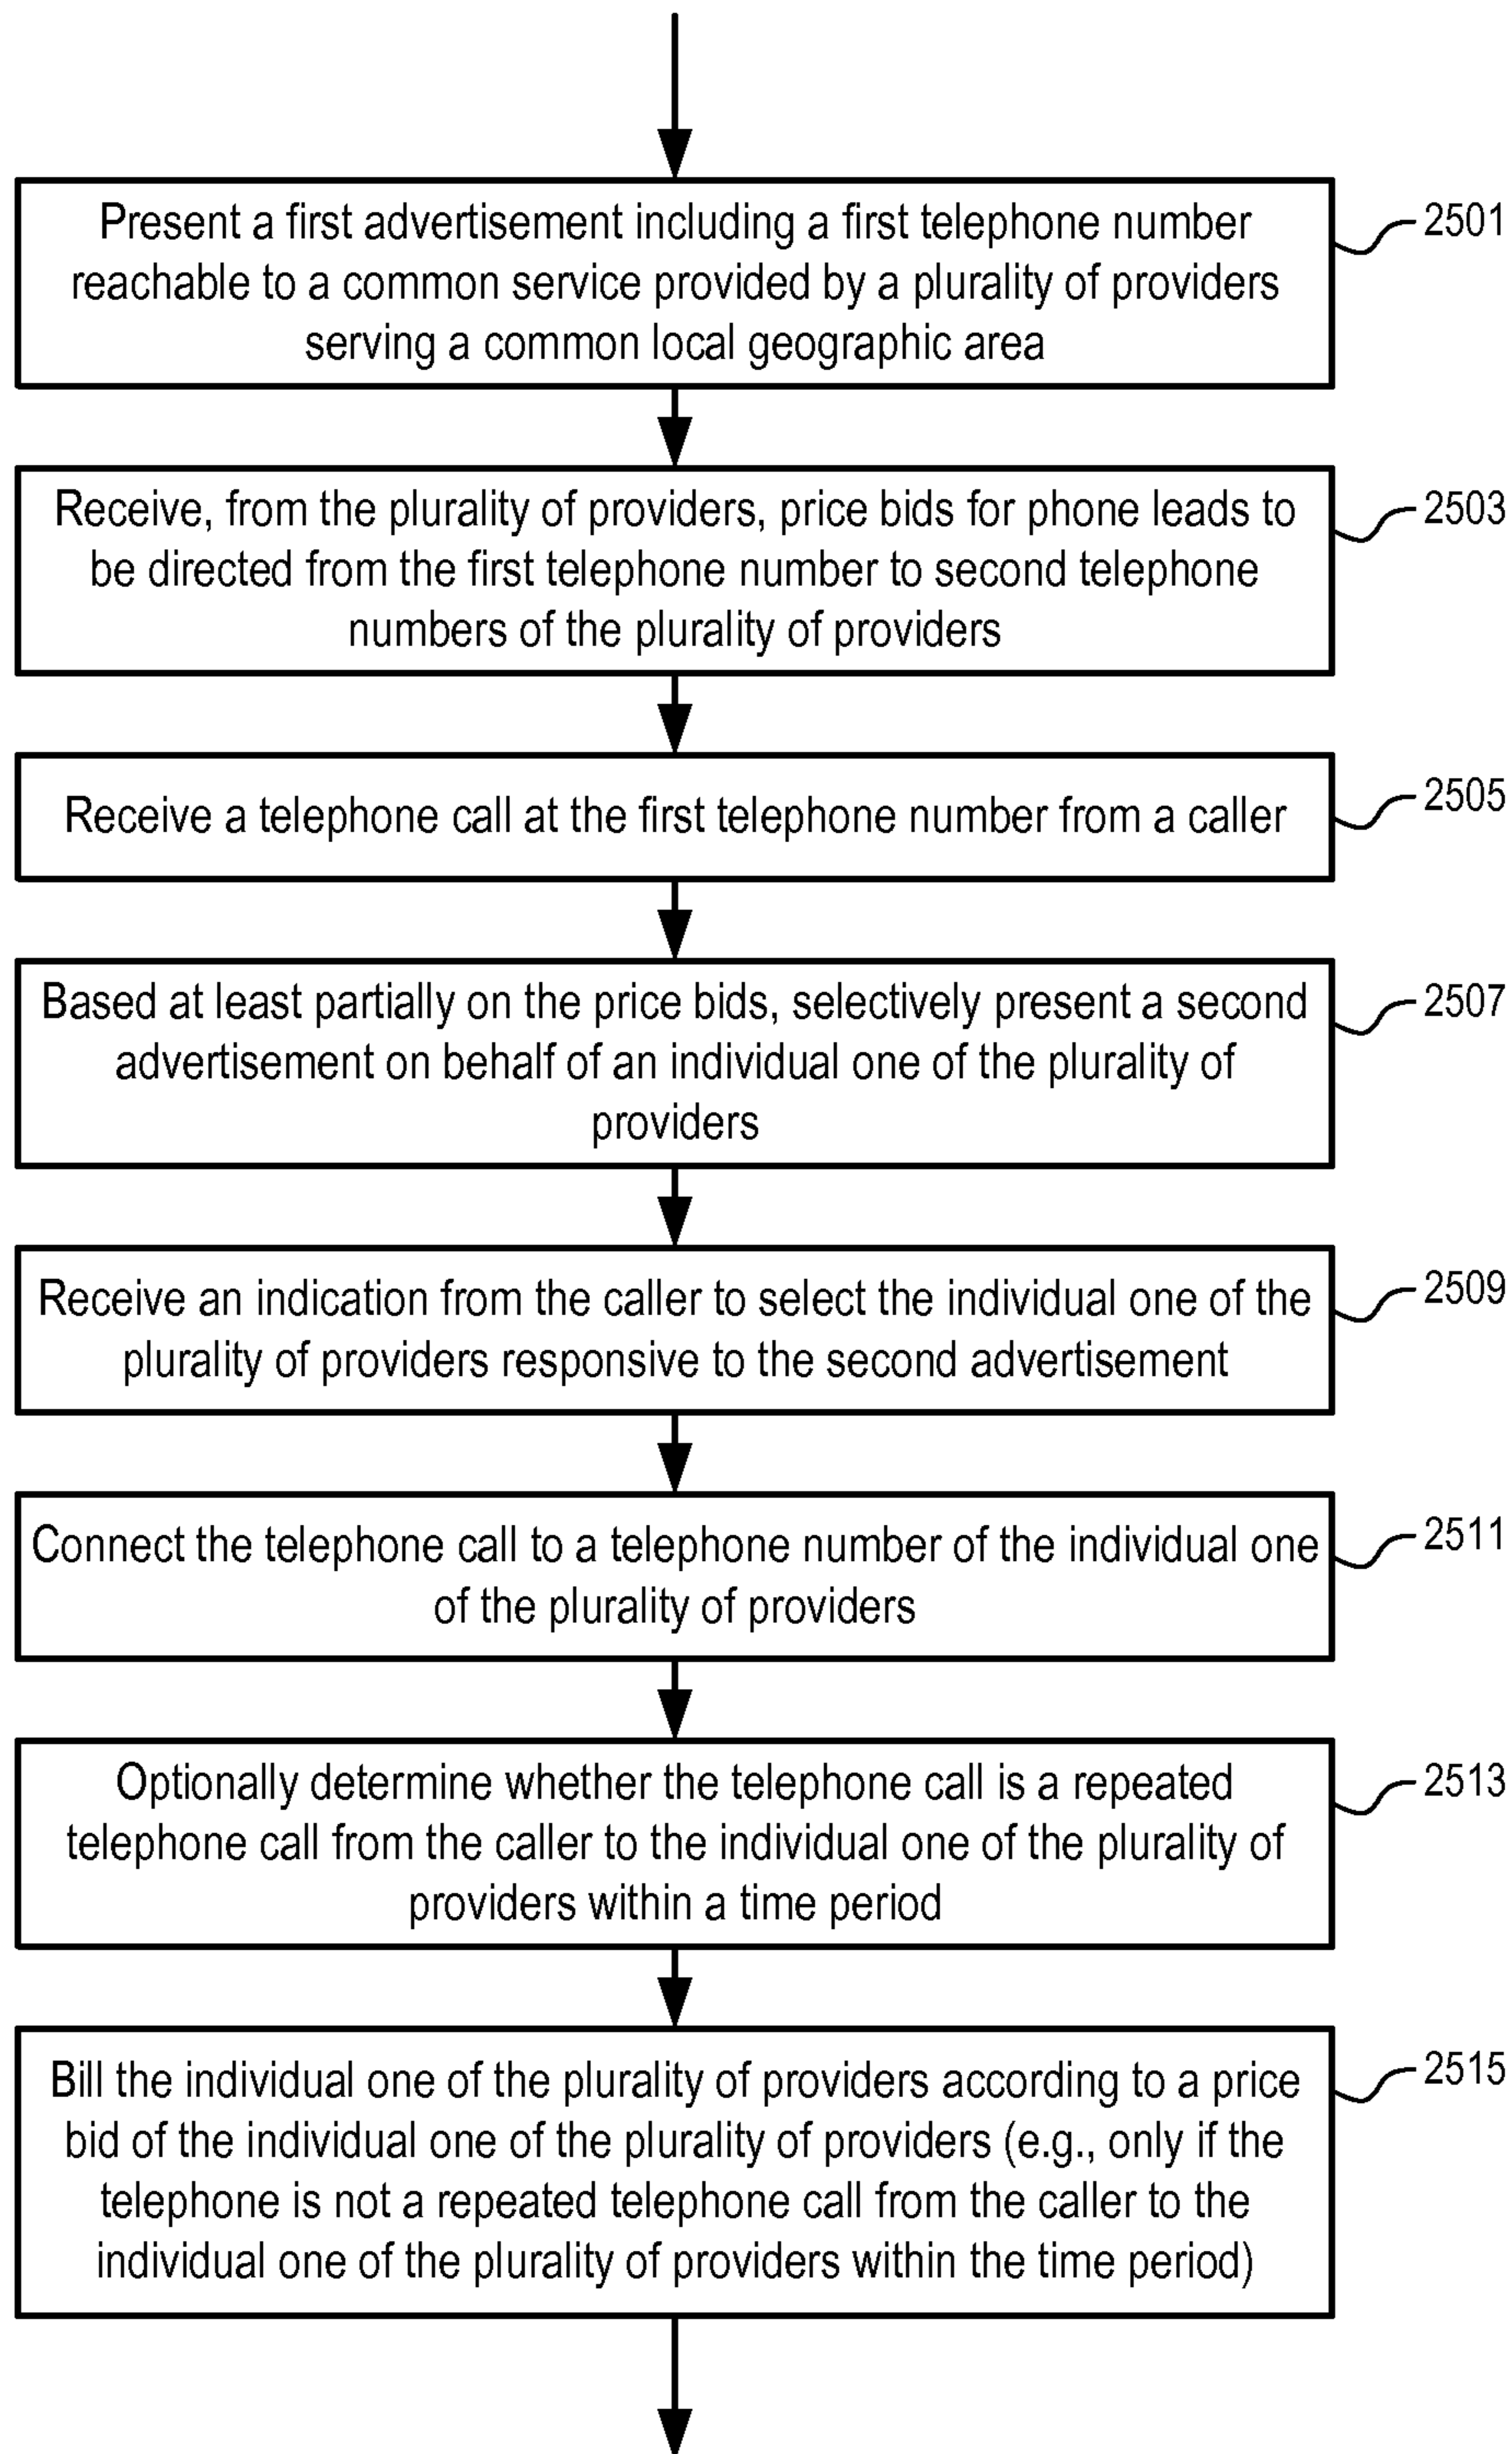 Present a first advertisement including a first telephone number
reachable to a common service provided by a plurality of providers
serving a common local geographic area
2501
Receive, from the plurality of providers, price bids for phone leads to
be directed from the first telephone number to second telephone
numbers of the plurality of providers
2503
Receive a telephone call at the first telephone number from a caller
2505
Based at least partially on the price bids, selectively present a second
advertisement on behalf of an individual one of the plurality of
providers
2507
Receive an indication from the caller to select the individual one of the
plurality of providers responsive to the second advertisement
2509
Connect the telephone call to a telephone number of the individual one
of the plurality of providers
2511
Optionally determine whether the telephone call is a repeated
telephone call from the caller to the individual one of the plurality of
providers within a time period
2513
Bill the individual one of the plurality of providers according to a price
bid of the individual one of the plurality of providers (e.g., only if the
telephone is not a repeated telephone call from the caller to the
individual one of the plurality of providers within the time period)
2515